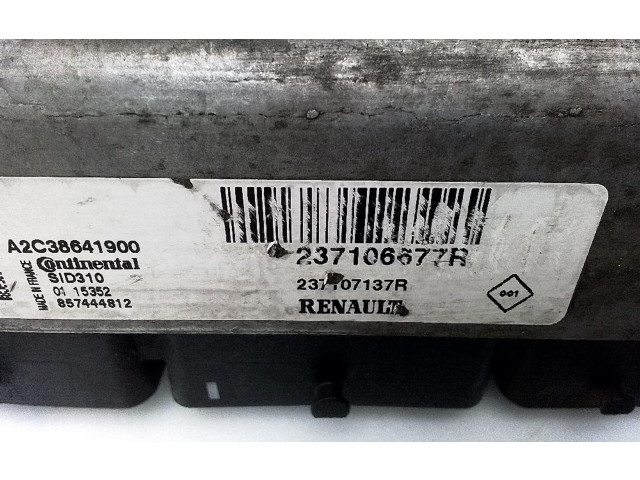 A2C38641900
Continental
SID310
01 15352
857444812
MADE IN FRANCE
237106677R
237107137R
RENAULT
001